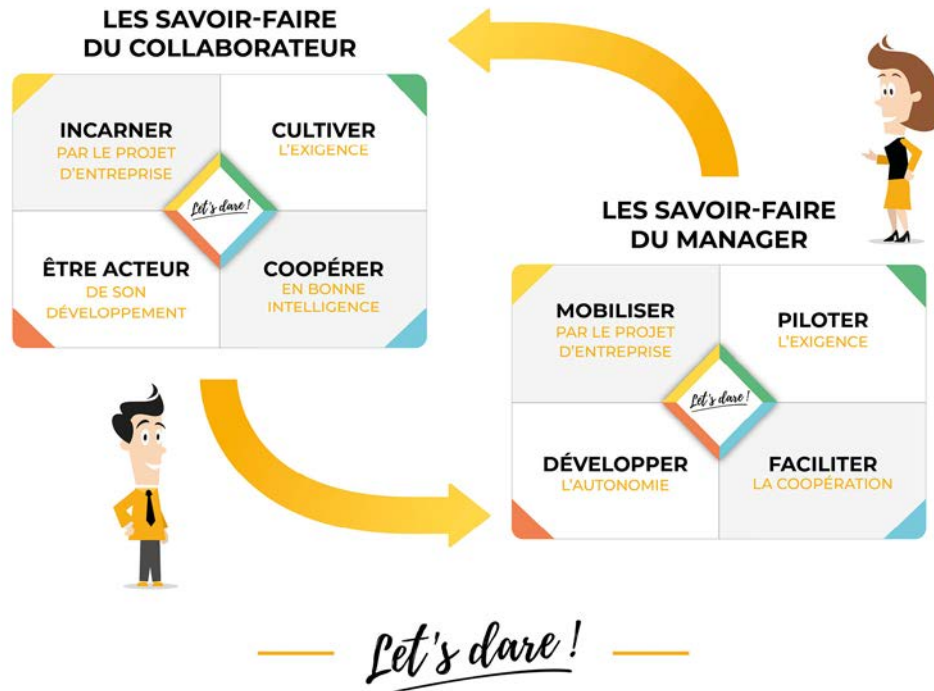 LES SAVOIR-FAIRE
DU COLLABORATEUR
INCARNER
PAR LE PROJET
D'ENTREPRISE
CULTIVER
L'EXIGENCE
Let's dare !
ÊTRE ACTEUR
DE SON
DÉVELOPPEMENT
COOPÉRER
EN BONNE
INTELLIGENCE
LES SAVOIR-FAIRE
DU MANAGER
MOBILISER
PAR LE PROJET
D'ENTREPRISE
PILOTER
L'EXIGENCE
Let's dare !
DÉVELOPPER
L'AUTONOMIE
FACILITER
LA COOPÉRATION
Let's dare !